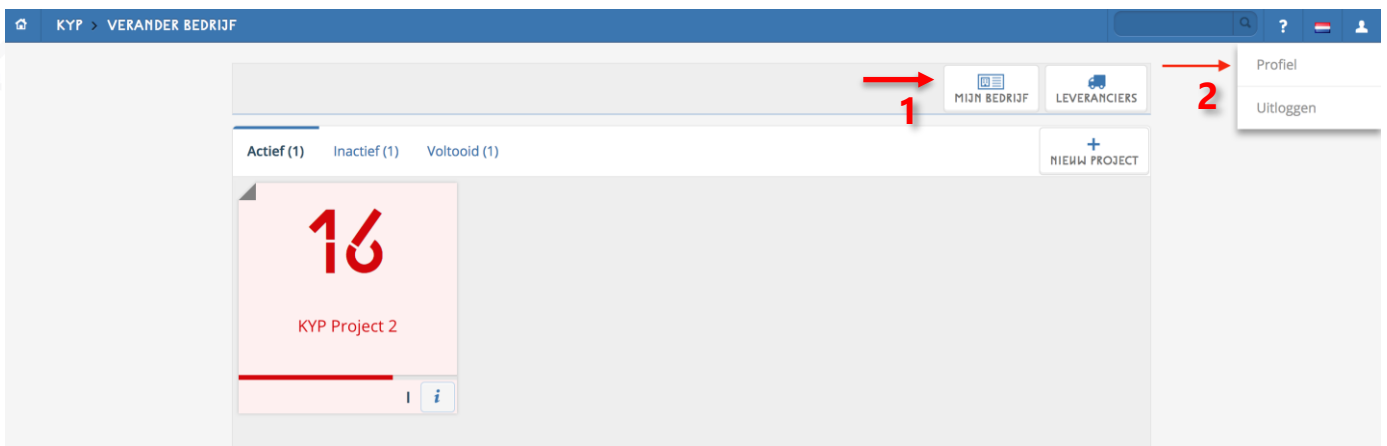 KYP > VERANDER BEDRIJF
?
Profiel
Uitloggen
1
2
MIJN BEDRIJF
LEVERANCIERS
Actief (1) Inactief (1) Voltooid (1)
+
NIEUW PROJECT
16
KYP Project 2
I i